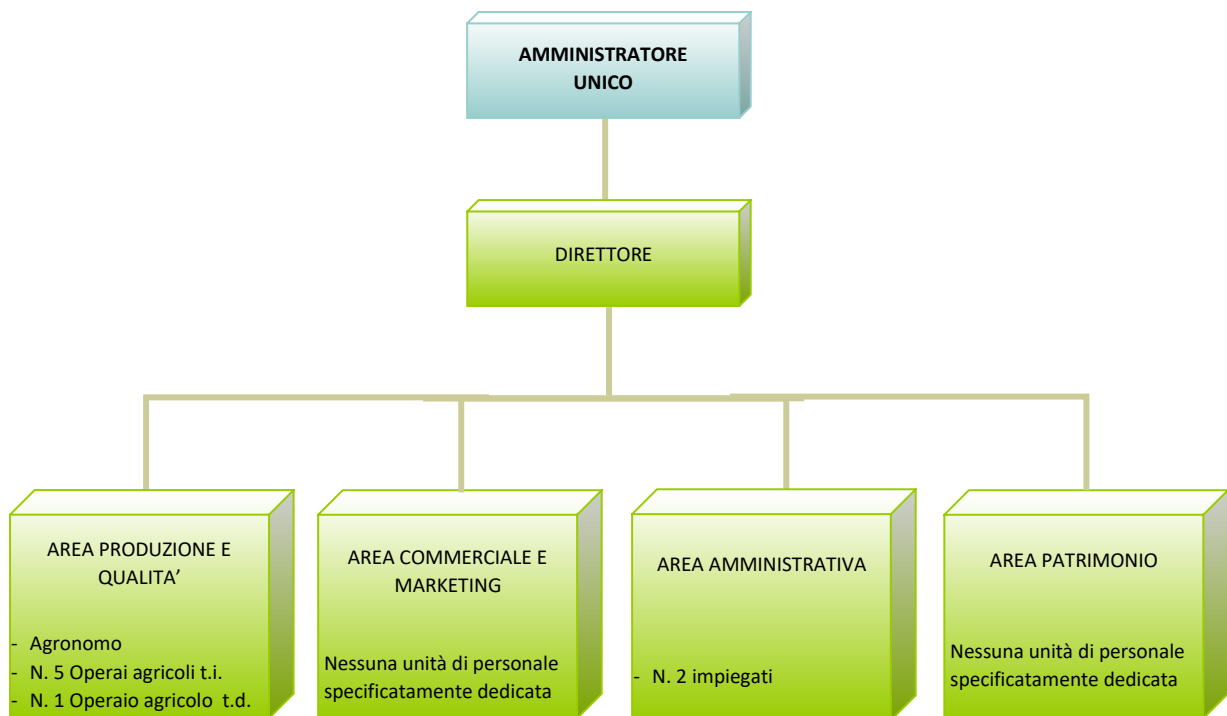 AMMINISTRATORE
UNICO
DIRETTORE
AREA PRODUZIONE E
QUALITA’
- Agronomo
- N. 5 Operai agricoli t.i.
- N. 1 Operaio agricolo t.d.
AREA COMMERCIALE E
MARKETING
Nessuna unità di personale
specificatamente dedicata
AREA AMMINISTRATIVA
- N. 2 impiegati
AREA PATRIMONIO
Nessuna unità di personale
specificatamente dedicata